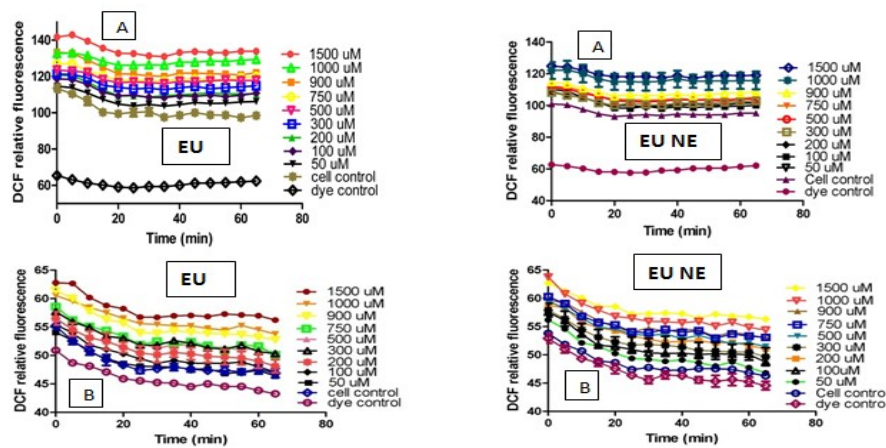 A
DCF relative fluorescence
140
120
100
80
60
0 20 40 60 80
Time (min)
EU
1500 uM
1000 uM
900 uM
750 uM
500 uM
300 uM
200 uM
100 uM
50 uM
cell control
dye control
A
DCF relative fluorescence
140
120
100
80
60
40
0 20 40 60 80
Time (min)
EU NE
1500 uM
1000 uM
900 uM
750 uM
500 uM
300 uM
200 uM
100 uM
50 uM
Cell control
dye control
EU
DCF relative fluorescence
65
60
55
50
45
40
0 20 40 60 80
Time (min)
B
1500 uM
1000 uM
900 uM
750 uM
500 uM
300 uM
200 uM
100 uM
50 uM
cell control
dye control
EU NE
DCF relative fluorescence
65
60
55
50
45
40
0 20 40 60 80
Time (min)
B
1500 uM
1000 uM
900 uM
750 uM
500 uM
300 uM
200 uM
100uM
50 uM
Cell control
dye control